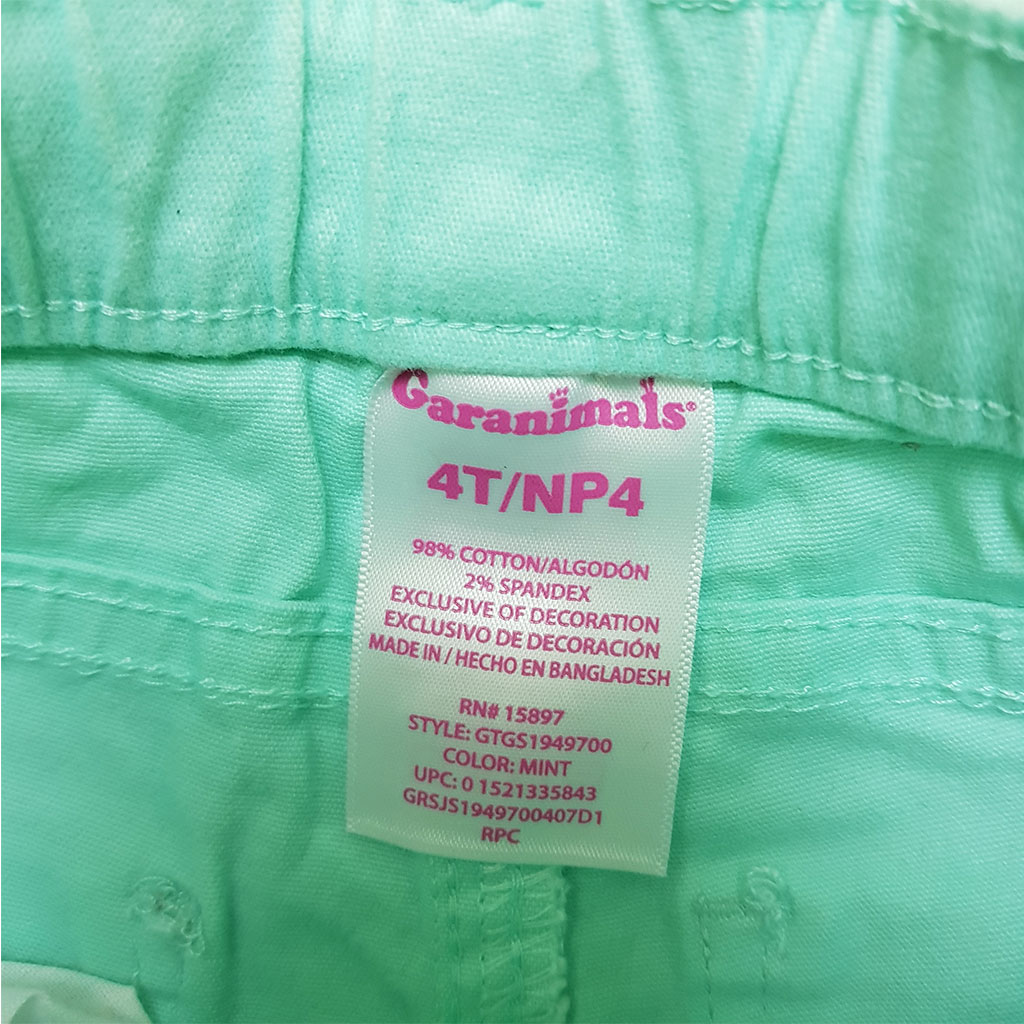 Garanimals®
4T/NP4
98% COTTON/ALGODÓN
2% SPANDEX
EXCLUSIVE OF DECORATION
EXCLUSIVO DE DECORACIÓN
MADE IN / HECHO EN BANGLADESH
RN# 15897
STYLE: GTGS1949700
COLOR: MINT
UPC: 0 1521335843
GRSJS1949700407D1
RPC